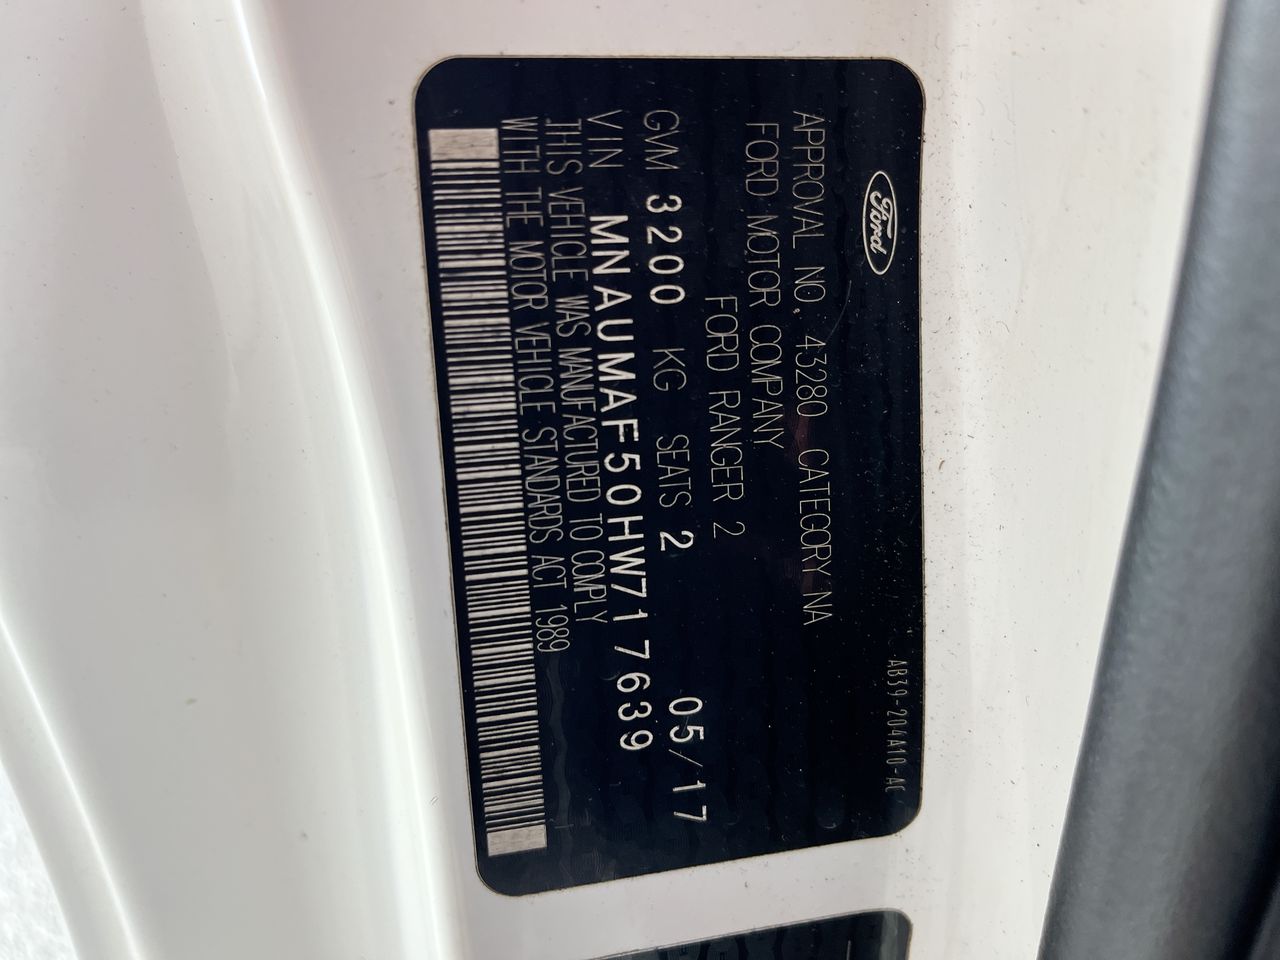 Ford
AB39-204A10-AC
APPROVAL NO. 43280 CATEGORY NA
FORD MOTOR COMPANY
FORD RANGER 2
GVM 3200 KG SEATS 2 05/17
VIN MNAUMAF50HW717639
THIS VEHICLE WAS MANUFACTURED TO COMPLY
WITH THE MOTOR VEHICLE STANDARDS ACT 1989